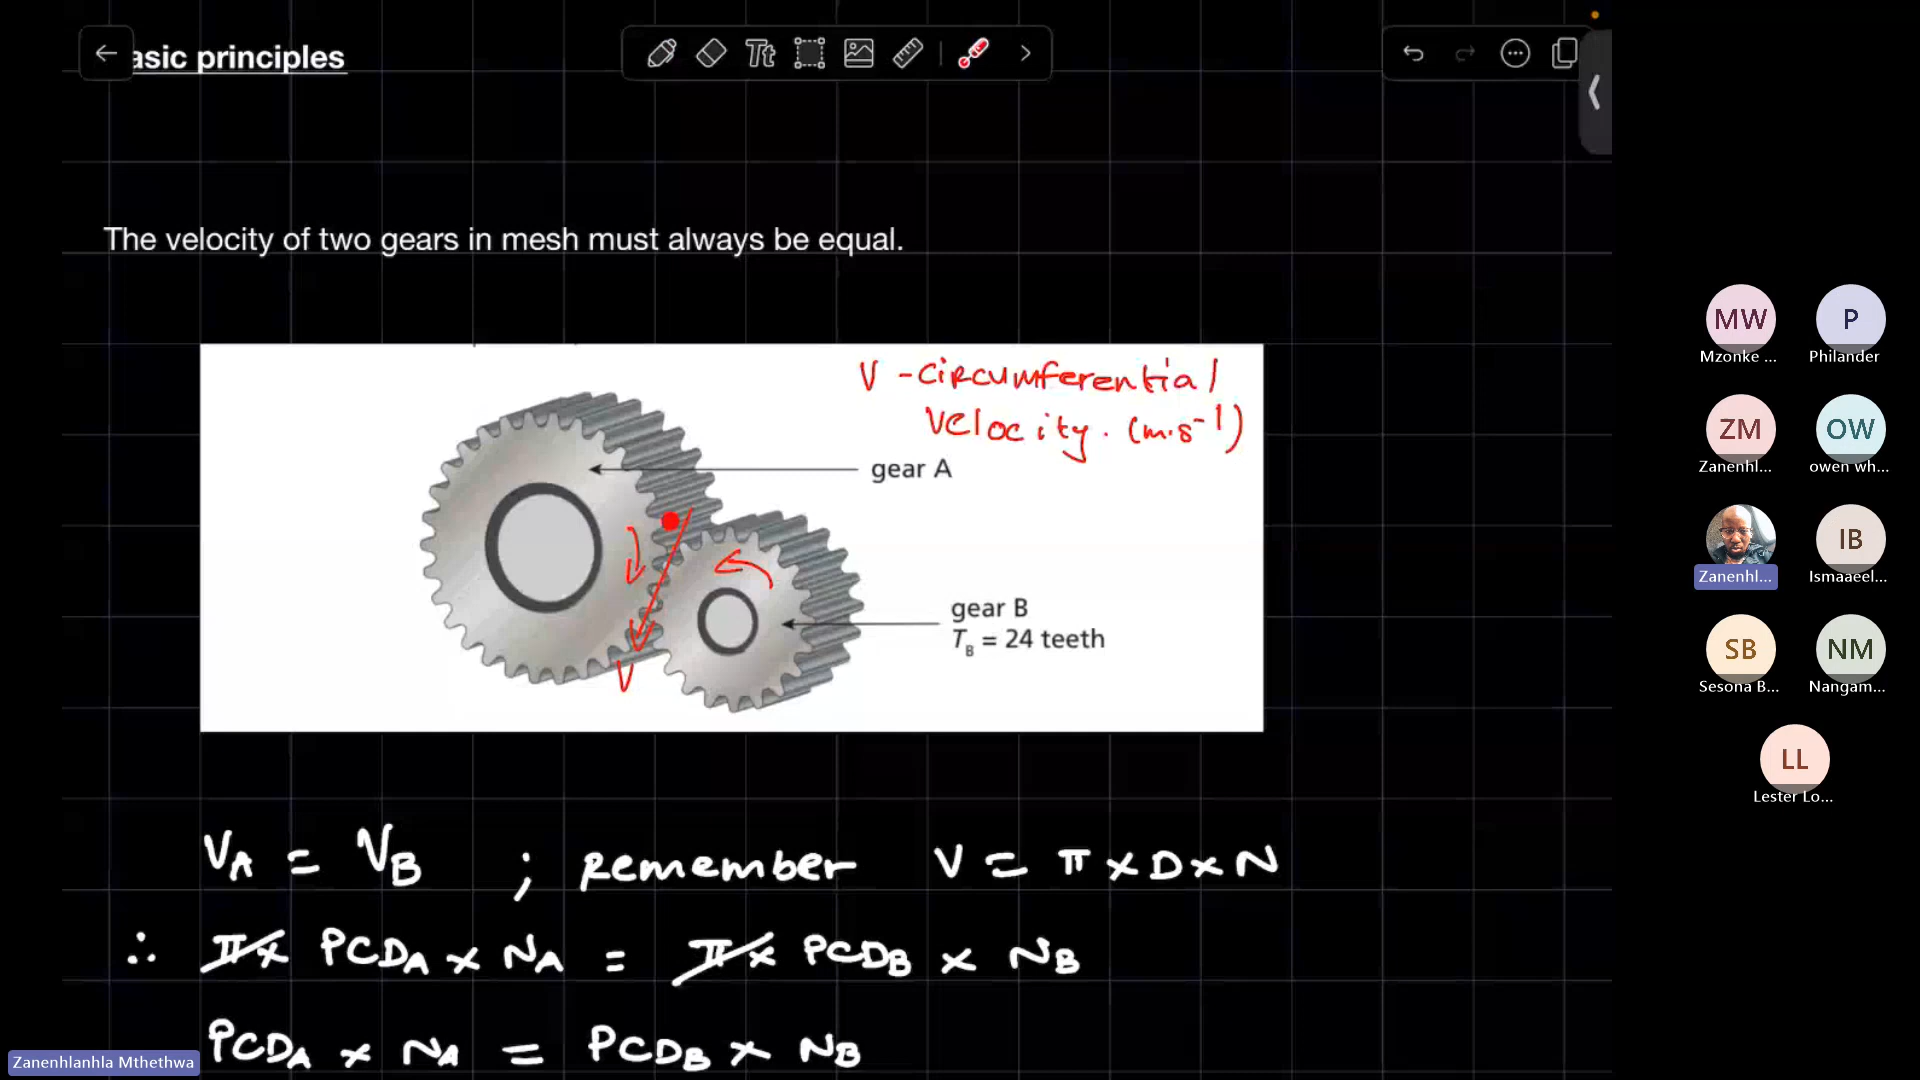 asic principles
Tt
The velocity of two gears in mesh must always be equal.
V - Circumferential
Velocity. (m.s⁻¹)
gear A
gear B
T_B = 24 teeth
V
V_A = V_B ; Remember V = π × D × N
∴ π × PCD_A × N_A = π × PCD_B × N_B
PCD_A × N_A = PCD_B × N_B
Zanenhlanhla Mthethwa
MW
Mzonke ...
P
Philander
ZM
Zanenhl...
OW
owen wh...
Zanenhl...
IB
Ismaaeel...
SB
Sesona B...
NM
Nangam...
LL
Lester Lo...